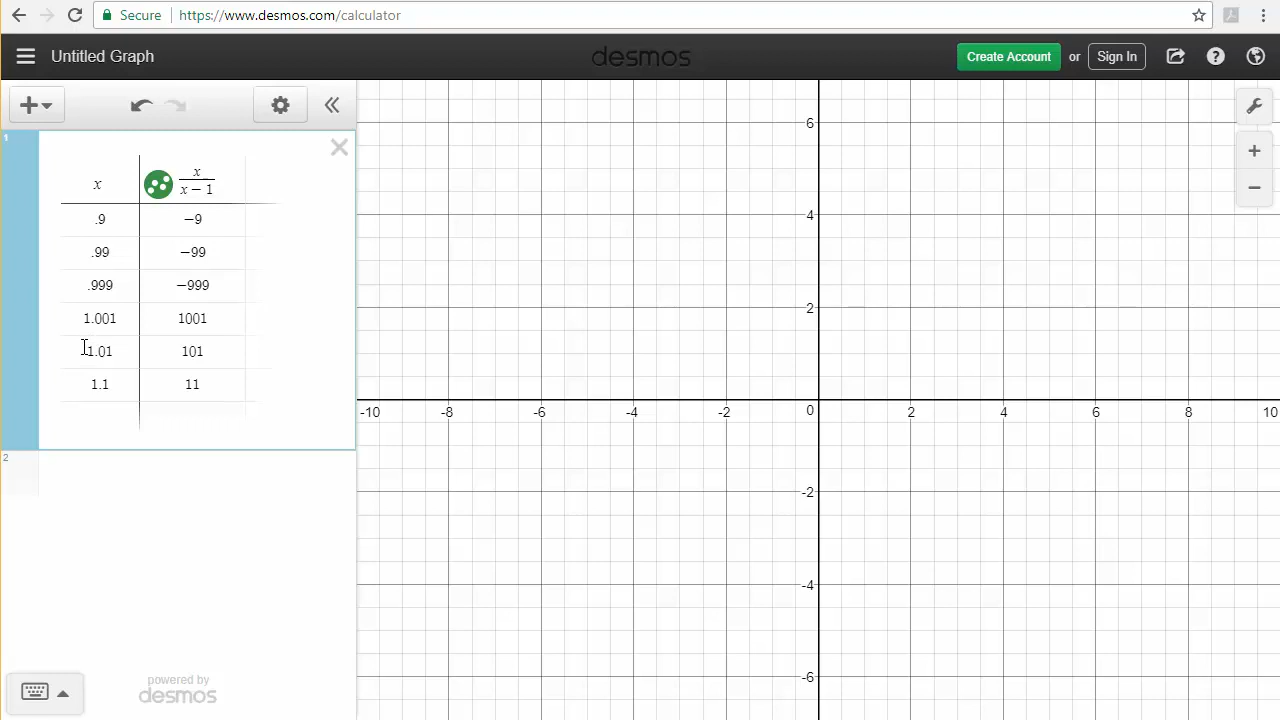 Secure https://www.desmos.com/calculator
Untitled Graph
desmos
Create Account or Sign In
1
x x/(x − 1)
.9 −9
.99 −99
.999 −999
1.001 1001
1.01 101
1.1 11
2
powered by
desmos
6
4
2
-10 -8 -6 -4 -2 0 2 4 6 8 10
-2
-4
-6